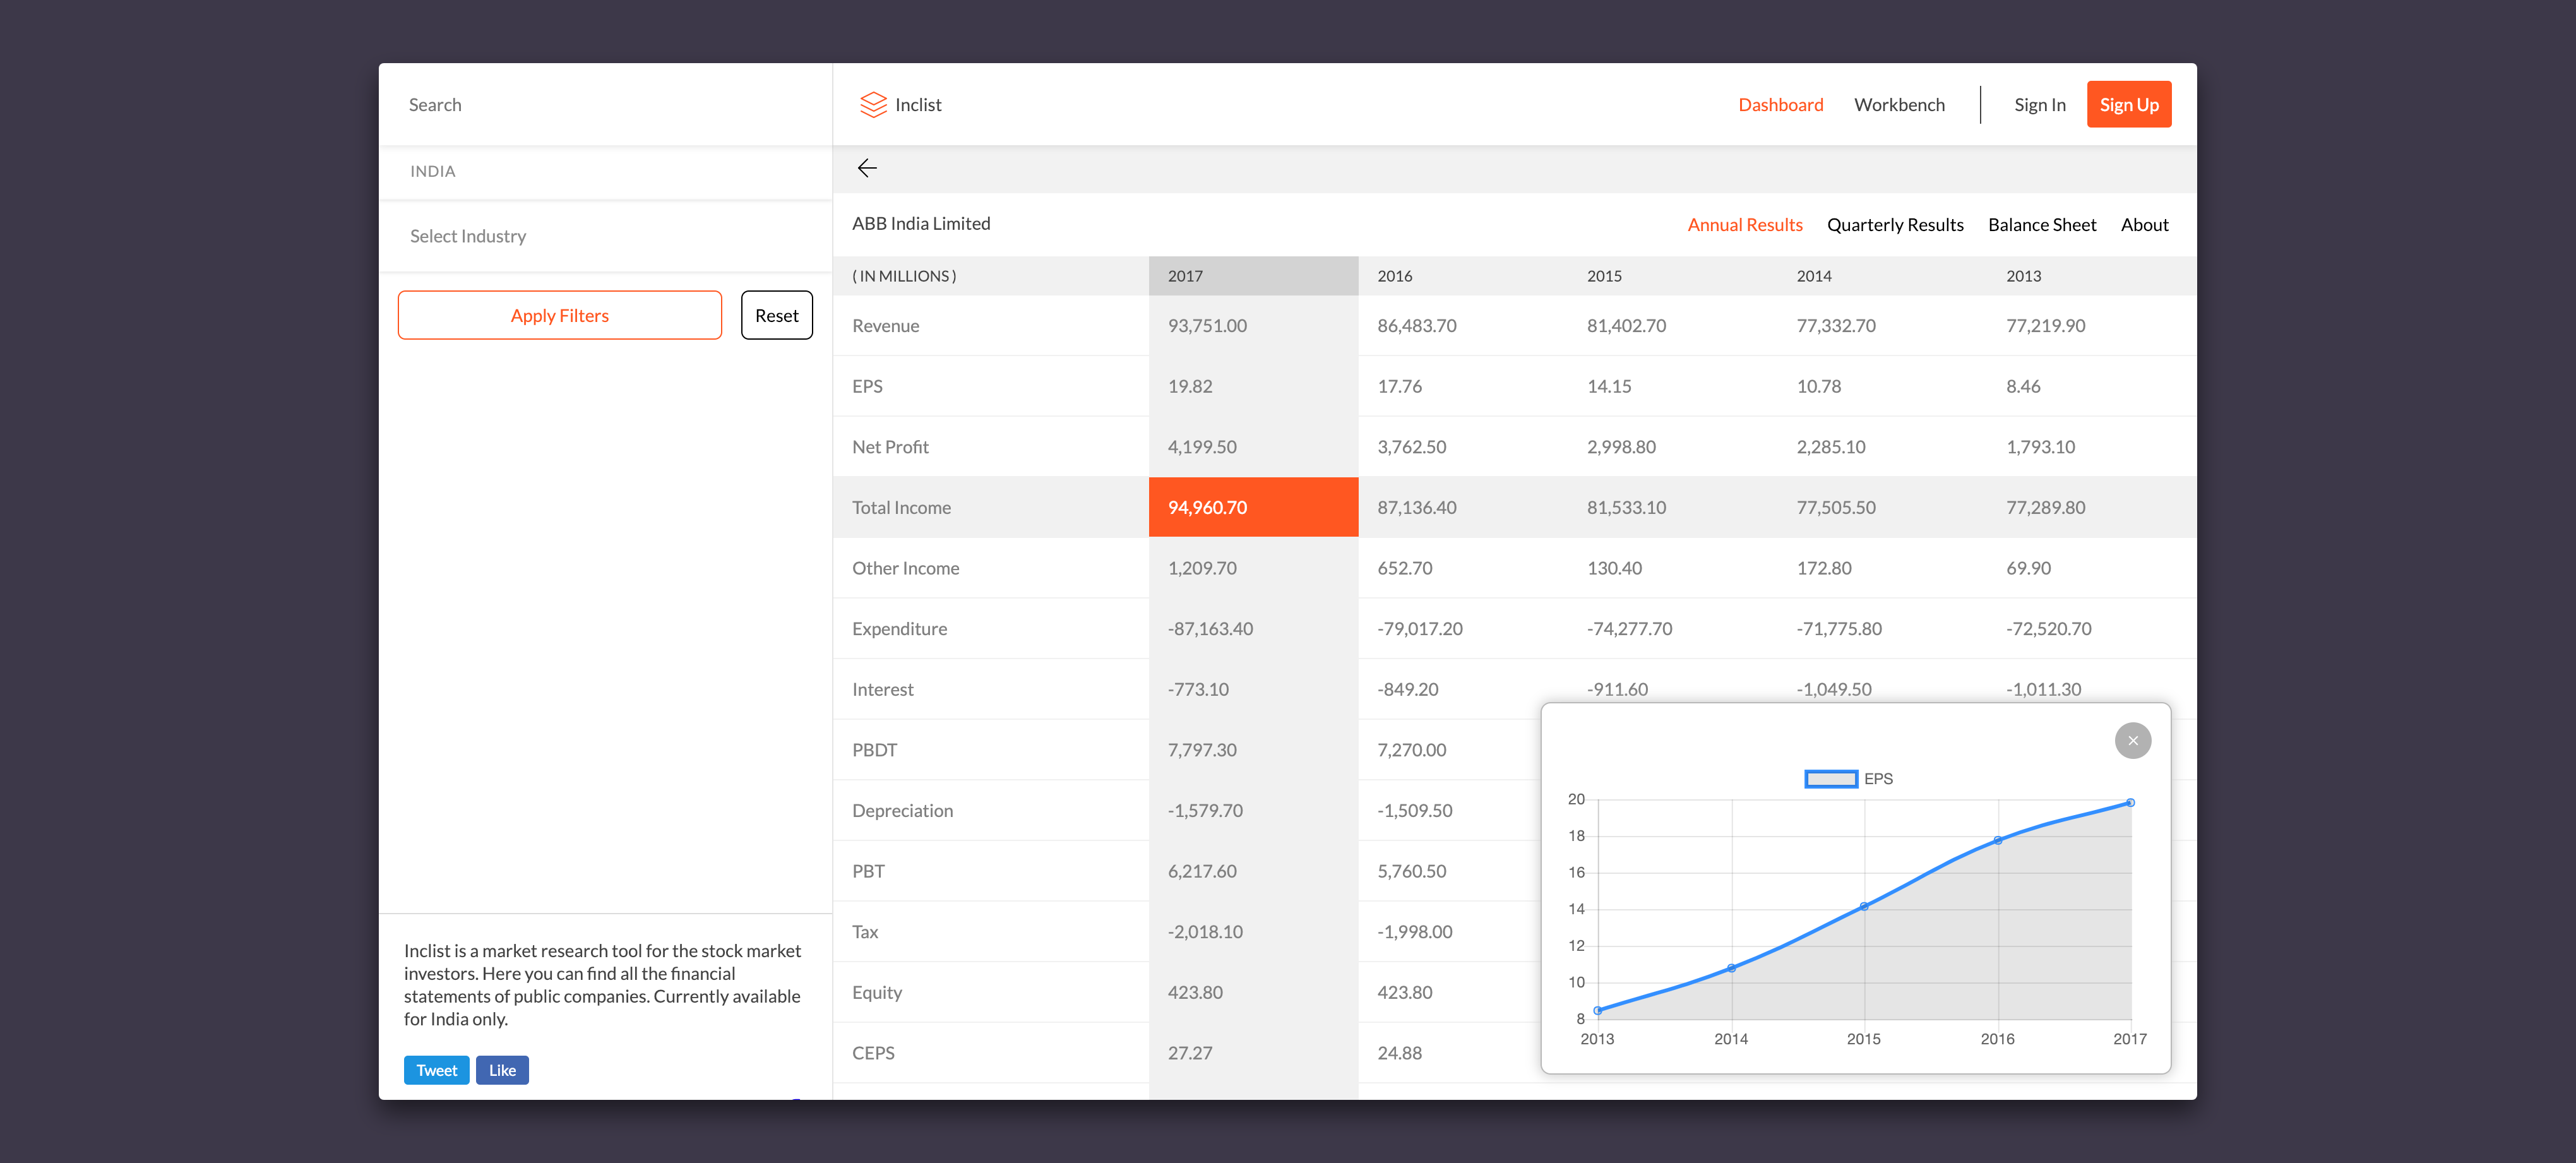 Search
INDIA
Select Industry
Apply Filters
Reset
Inclist is a market research tool for the stock market
investors. Here you can find all the financial
statements of public companies. Currently available
for India only.
Tweet Like
Inclist
Dashboard Workbench Sign In Sign Up
ABB India Limited
Annual Results Quarterly Results Balance Sheet About
( IN MILLIONS ) 2017 2016 2015 2014 2013
Revenue 93,751.00 86,483.70 81,402.70 77,332.70 77,219.90
EPS 19.82 17.76 14.15 10.78 8.46
Net Profit 4,199.50 3,762.50 2,998.80 2,285.10 1,793.10
Total Income 94,960.70 87,136.40 81,533.10 77,505.50 77,289.80
Other Income 1,209.70 652.70 130.40 172.80 69.90
Expenditure -87,163.40 -79,017.20 -74,277.70 -71,775.80 -72,520.70
Interest -773.10 -849.20 -911.60 -1,049.50 -1,011.30
PBDT 7,797.30 7,270.00
Depreciation -1,579.70 -1,509.50
PBT 6,217.60 5,760.50
Tax -2,018.10 -1,998.00
Equity 423.80 423.80
CEPS 27.27 24.88
EPS
20
18
16
14
12
10
8
2013 2014 2015 2016 2017